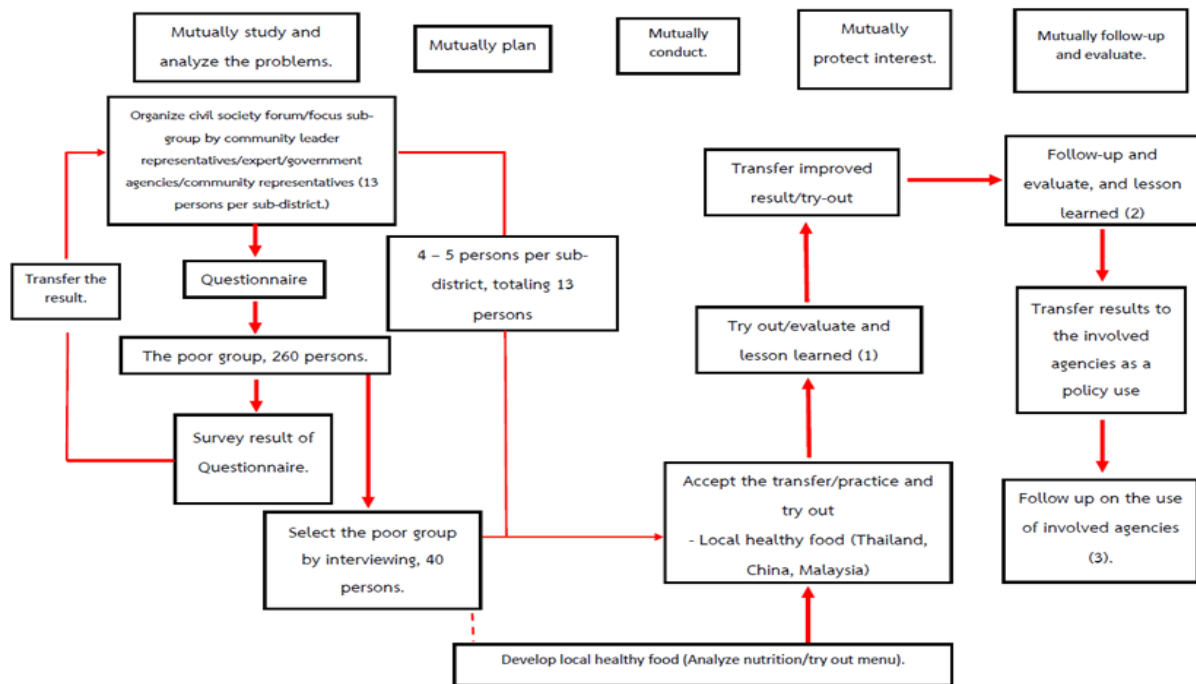 Mutually study and
analyze the problems.
Mutually plan
Mutually
conduct.
Mutually
protect interest.
Mutually follow-up
and evaluate.
Organize civil society forum/focus sub-
group by community leader
representatives/expert/government
agencies/community representatives (13
persons per sub-district.)
Transfer the
result.
Questionnaire
The poor group, 260 persons.
Survey result of
Questionnaire.
Select the poor group
by interviewing, 40
persons.
4 – 5 persons per sub-
district, totaling 13
persons
Develop local healthy food (Analyze nutrition/try out menu).
Accept the transfer/practice and
try out
- Local healthy food (Thailand,
China, Malaysia)
Try out/evaluate and
lesson learned (1)
Transfer improved
result/try-out
Follow-up and
evaluate, and lesson
learned (2)
Transfer results to
the involved
agencies as a
policy use
Follow up on the use
of involved agencies
(3).